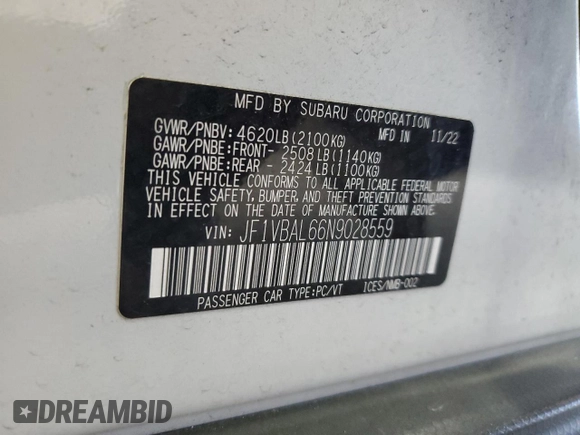 MFD BY SUBARU CORPORATION
GVWR/PNBV: 4620LB(2100KG) MFD IN 11/22
GAWR/PNBE:FRONT- 2508LB(1140KG)
GAWR/PNBE:REAR - 2424LB(1100KG)
THIS VEHICLE CONFORMS TO ALL APPLICABLE FEDERAL MOTOR
VEHICLE SAFETY, BUMPER, AND THEFT PREVENTION STANDARDS
IN EFFECT ON THE DATE OF MANUFACTURE SHOWN ABOVE.
VIN: JF1VBAL66N9028559
PASSENGER CAR TYPE:PC/VT ICES/NMB-002
DREAMBID